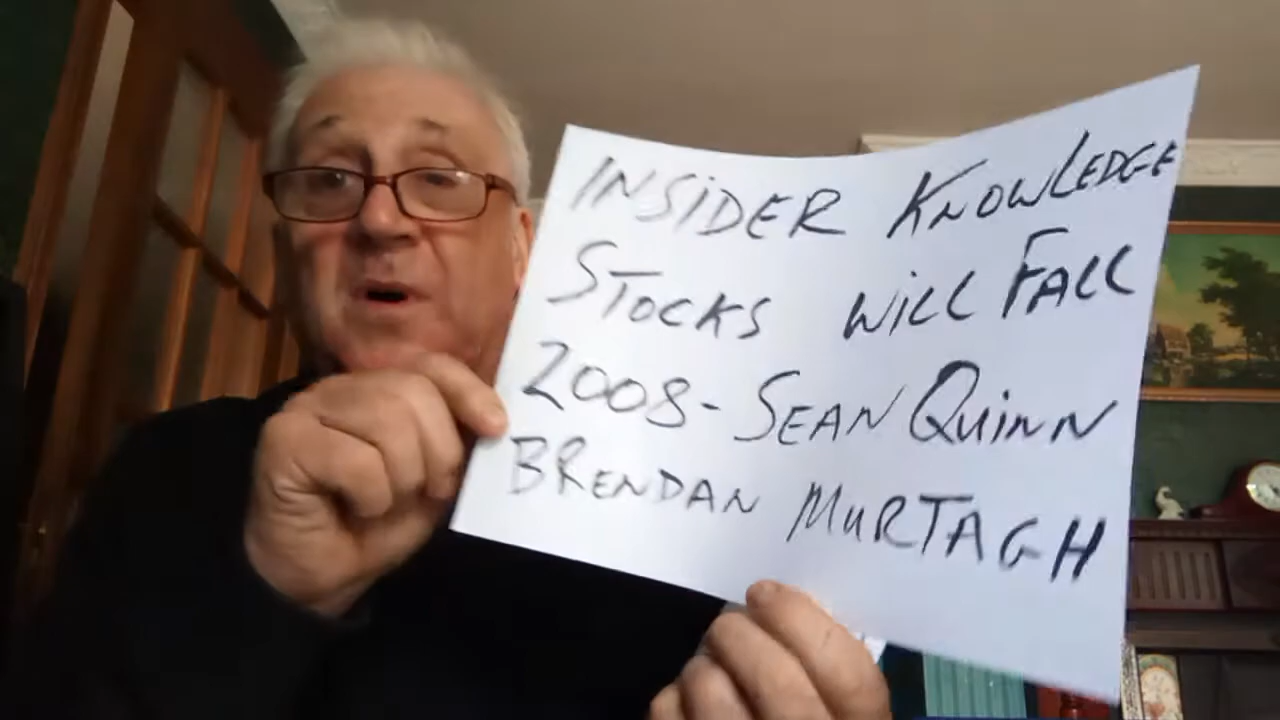 INSIDER KNOWLEDGE
STOCKS WILL FALL
2008- SEAN QUINN
BRENDAN MURTAGH